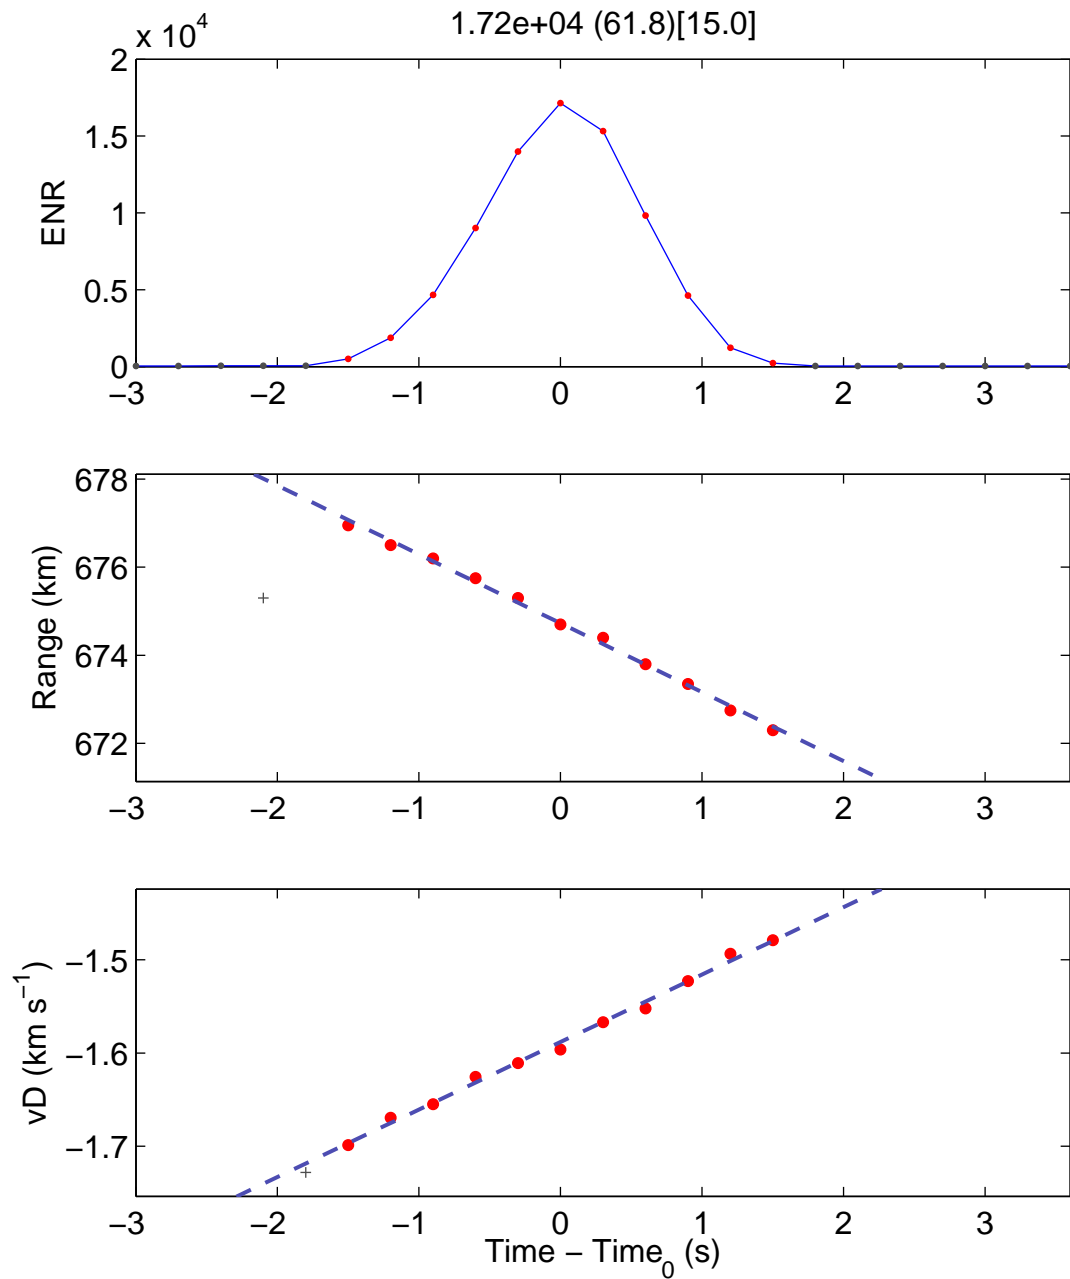 1.72e+04 (61.8)[15.0]
x 10^4
2
1.5
1
0.5
0
ENR
−3 −2 −1 0 1 2 3
678
676
674
672
Range (km)
−3 −2 −1 0 1 2 3
−1.5
−1.6
−1.7
vD (km s^−1)
−3 −2 −1 0 1 2 3
Time − Time_0 (s)